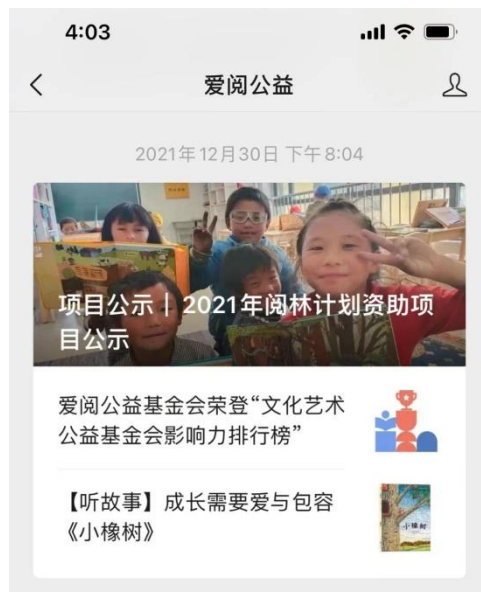 4:03
爱阅公益
2021年12月30日 下午8:04
项目公示 | 2021年阅林计划资助项
目公示
爱阅公益基金会荣登“文化艺术
公益基金会影响力排行榜”
【听故事】成长需要爱与包容
《小橡树》
小橡树